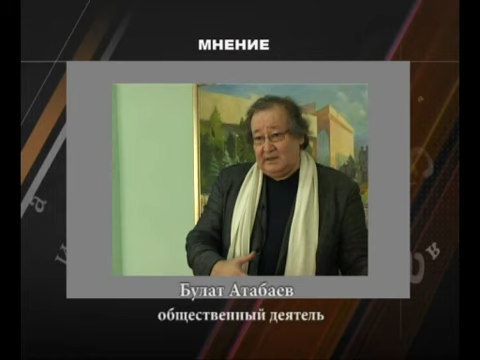 МНЕНИЕ
Булат Атабаев
общественный деятель